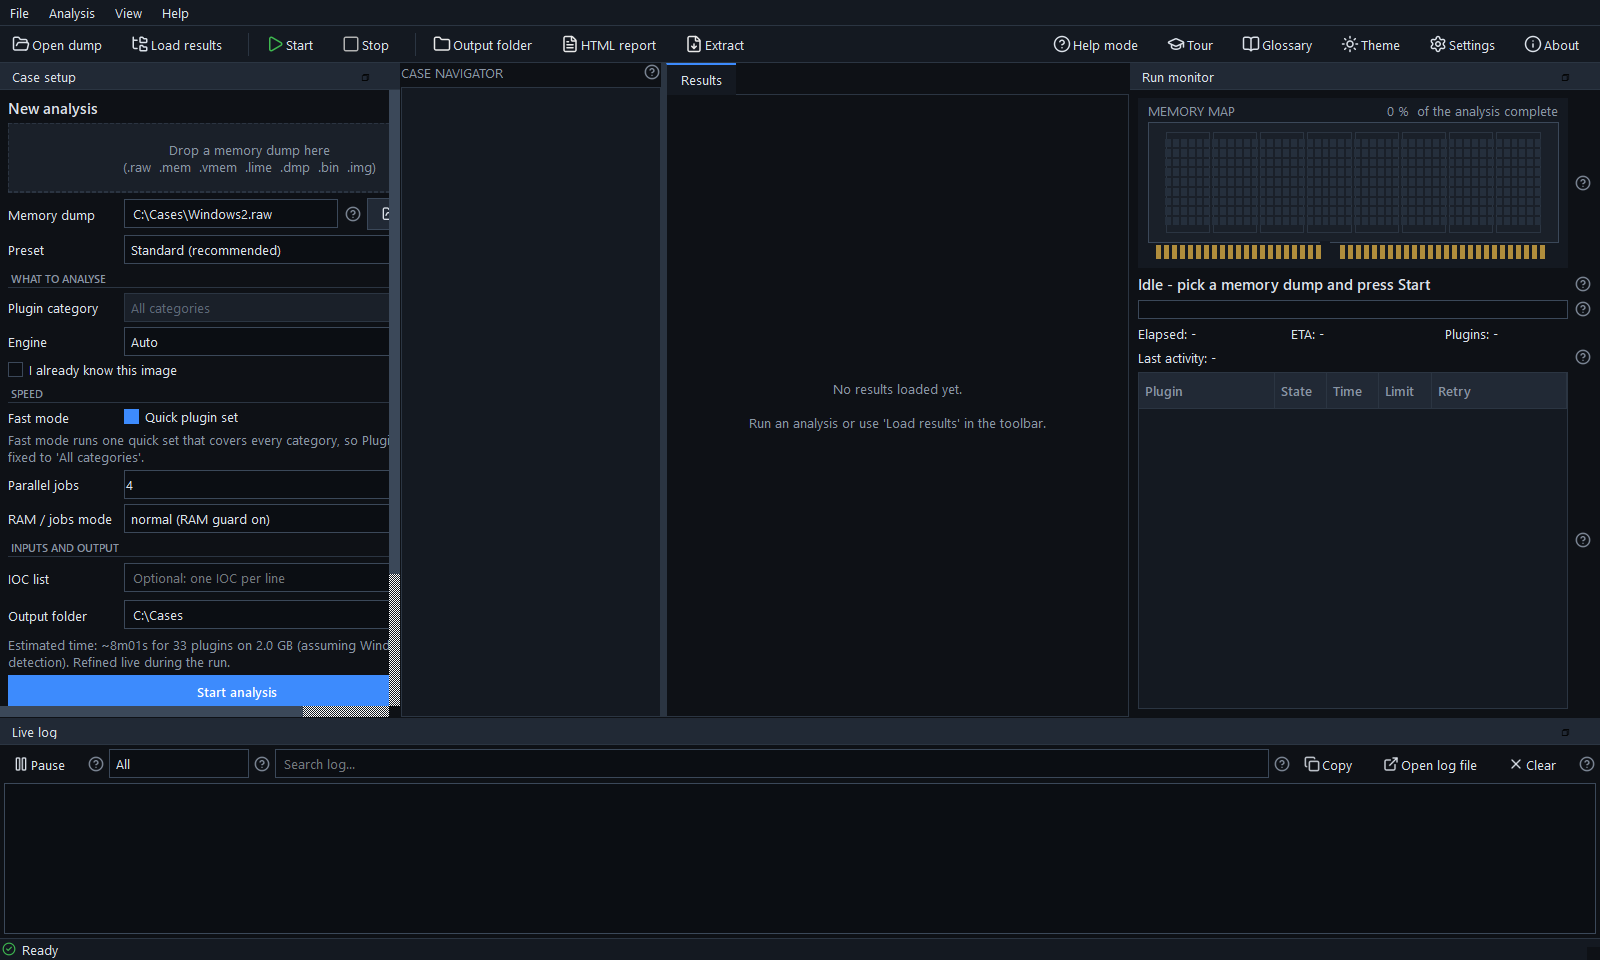 File Analysis View Help
Open dump Load results Start Stop Output folder HTML report Extract Help mode Tour Glossary Theme Settings About
Case setup
New analysis
Drop a memory dump here
(.raw .mem .vmem .lime .dmp .bin .img)
Memory dump C:\Cases\Windows2.raw
Preset Standard (recommended)
WHAT TO ANALYSE
Plugin category All categories
Engine Auto
I already know this image
SPEED
Fast mode Quick plugin set
Fast mode runs one quick set that covers every category, so Plugi
fixed to 'All categories'.
Parallel jobs 4
RAM / jobs mode normal (RAM guard on)
INPUTS AND OUTPUT
IOC list Optional: one IOC per line
Output folder C:\Cases
Estimated time: ~8m01s for 33 plugins on 2.0 GB (assuming Wind
detection). Refined live during the run.
Start analysis
CASE NAVIGATOR
Results
No results loaded yet.
Run an analysis or use 'Load results' in the toolbar.
Run monitor
MEMORY MAP 0 % of the analysis complete
Idle - pick a memory dump and press Start
Elapsed: - ETA: - Plugins: -
Last activity: -
Plugin State Time Limit Retry
Live log
Pause All Search log... Copy Open log file Clear
Ready